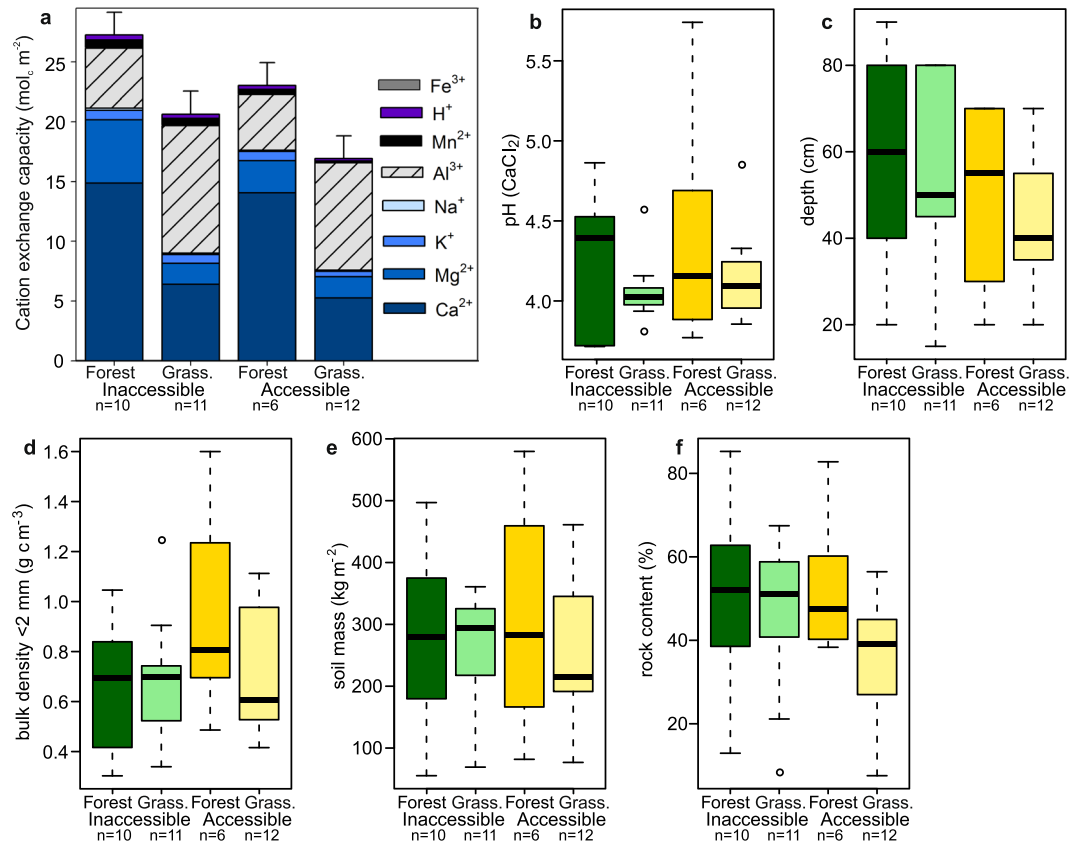 a
Cation exchange capacity (mol_c m^-2)
25
20
15
10
5
0
Fe3+
H+
Mn2+
Al3+
Na+
K+
Mg2+
Ca2+
Forest Grass. Forest Grass.
Inaccessible Accessible
n=10 n=11 n=6 n=12
b
pH (CaCl2)
5.5
5.0
4.5
4.0
Forest Grass. Forest Grass.
Inaccessible Accessible
n=10 n=11 n=6 n=12
c
depth (cm)
80
60
40
20
Forest Grass. Forest Grass.
Inaccessible Accessible
n=10 n=11 n=6 n=12
d
bulk density <2 mm (g cm-3)
1.6
1.4
1.2
1.0
0.8
0.6
0.4
Forest Grass. Forest Grass.
Inaccessible Accessible
n=10 n=11 n=6 n=12
e
soil mass (kg m-2)
600
500
400
300
200
100
Forest Grass. Forest Grass.
Inaccessible Accessible
n=10 n=11 n=6 n=12
f
rock content (%)
80
60
40
20
Forest Grass. Forest Grass.
Inaccessible Accessible
n=10 n=11 n=6 n=12